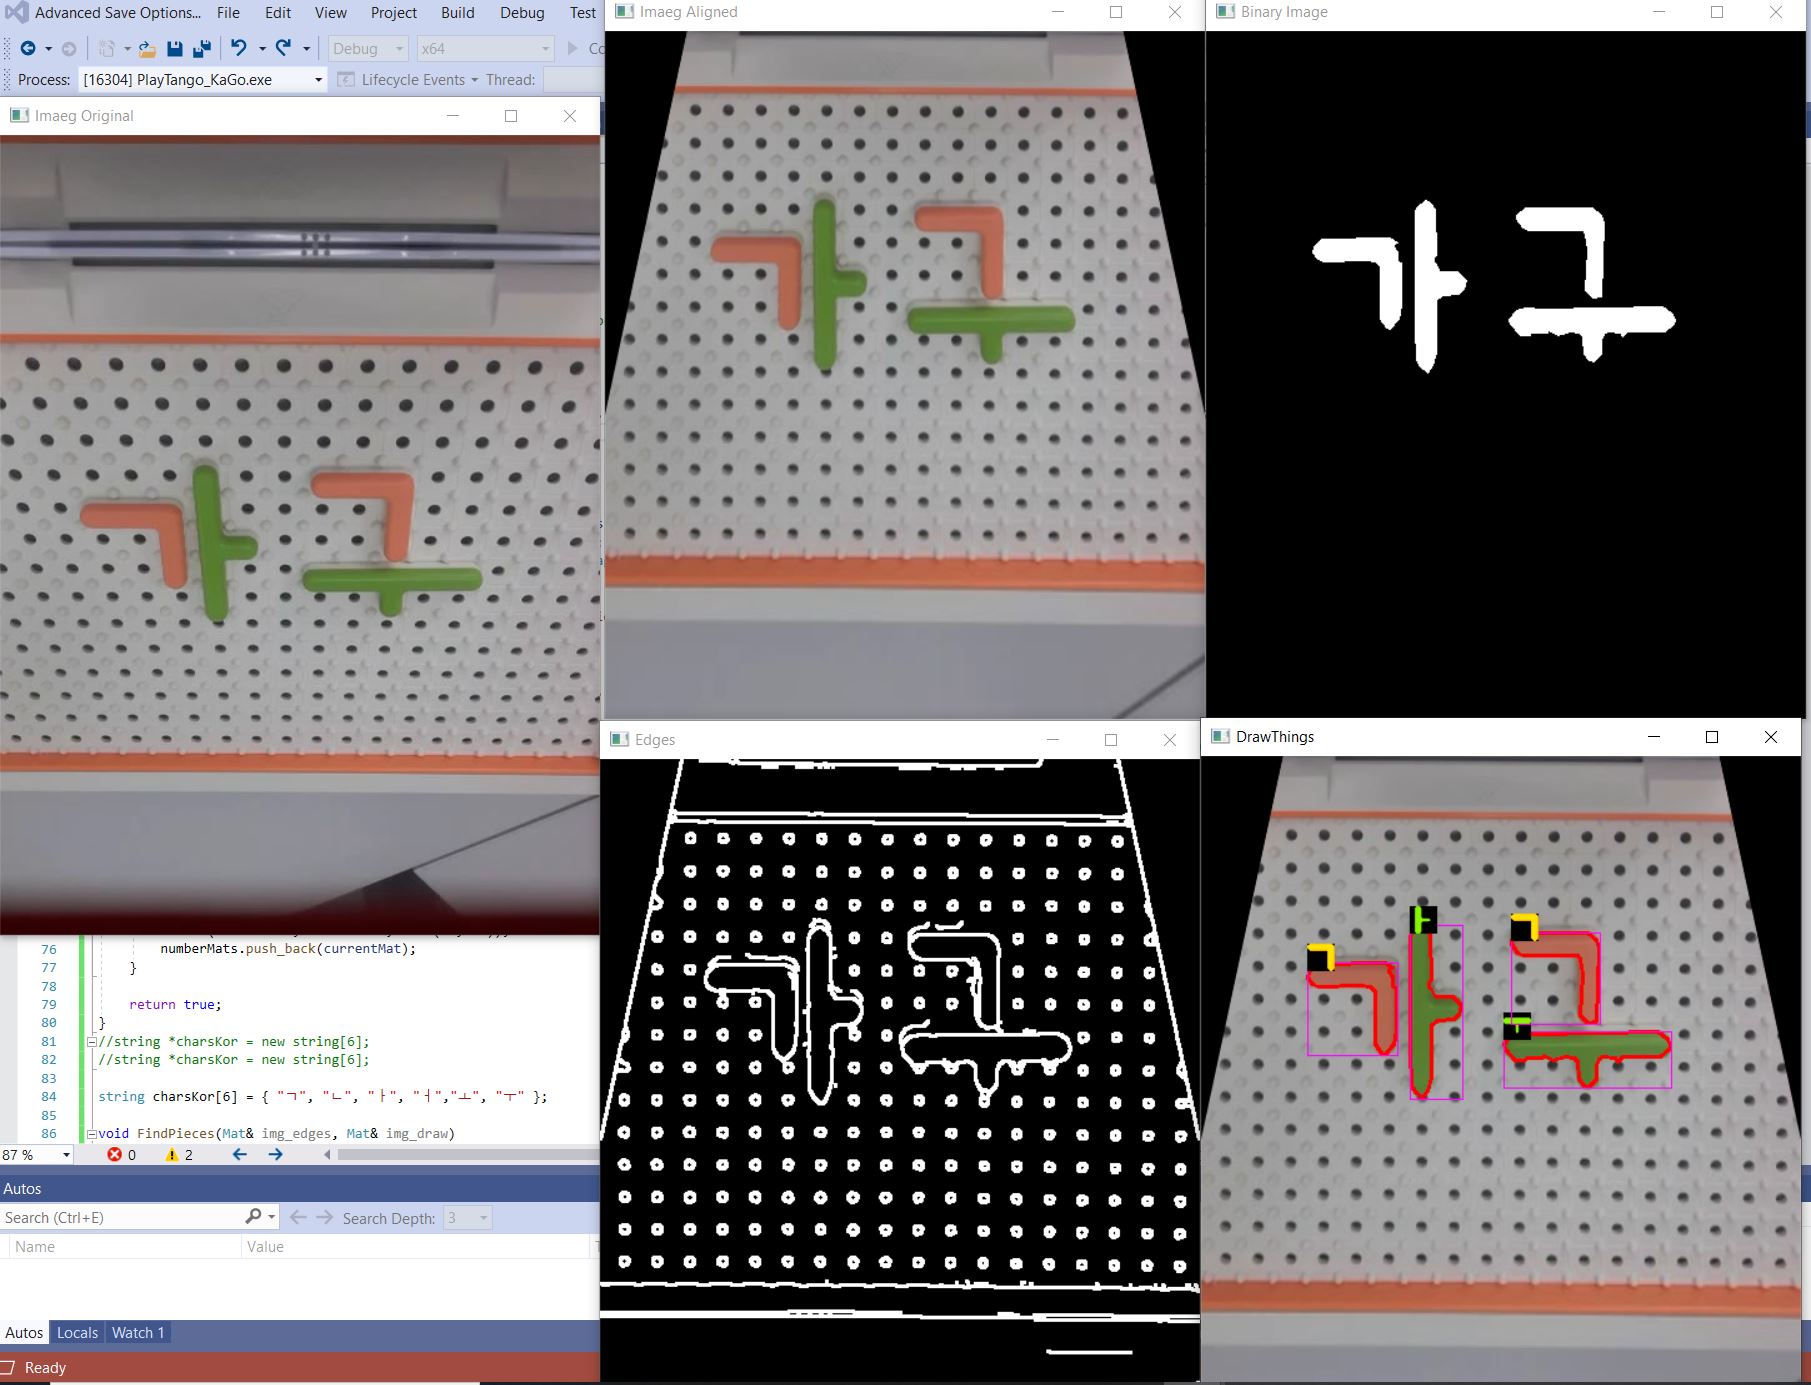 Advanced Save Options... File Edit View Project Build Debug Test
Debug x64 Co
Process: [16304] PlayTango_KaGo.exe Lifecycle Events Thread:
Imaeg Original
Imaeg Aligned
Binary Image
가 구
Edges
DrawThings
76 numberMats.push_back(currentMat);
77 }
78
79 return true;
80 }
81 //string *charsKor = new string[6];
82 //string *charsKor = new string[6];
83
84 string charsKor[6] = { "ㄱ", "ㄴ", "ㅏ", "ㅓ","ㅗ", "ㅜ" };
85
86 void FindPieces(Mat& img_edges, Mat& img_draw)
87 % 0 2
Autos
Search (Ctrl+E) Search Depth: 3
Name Value
Autos Locals Watch 1
Ready